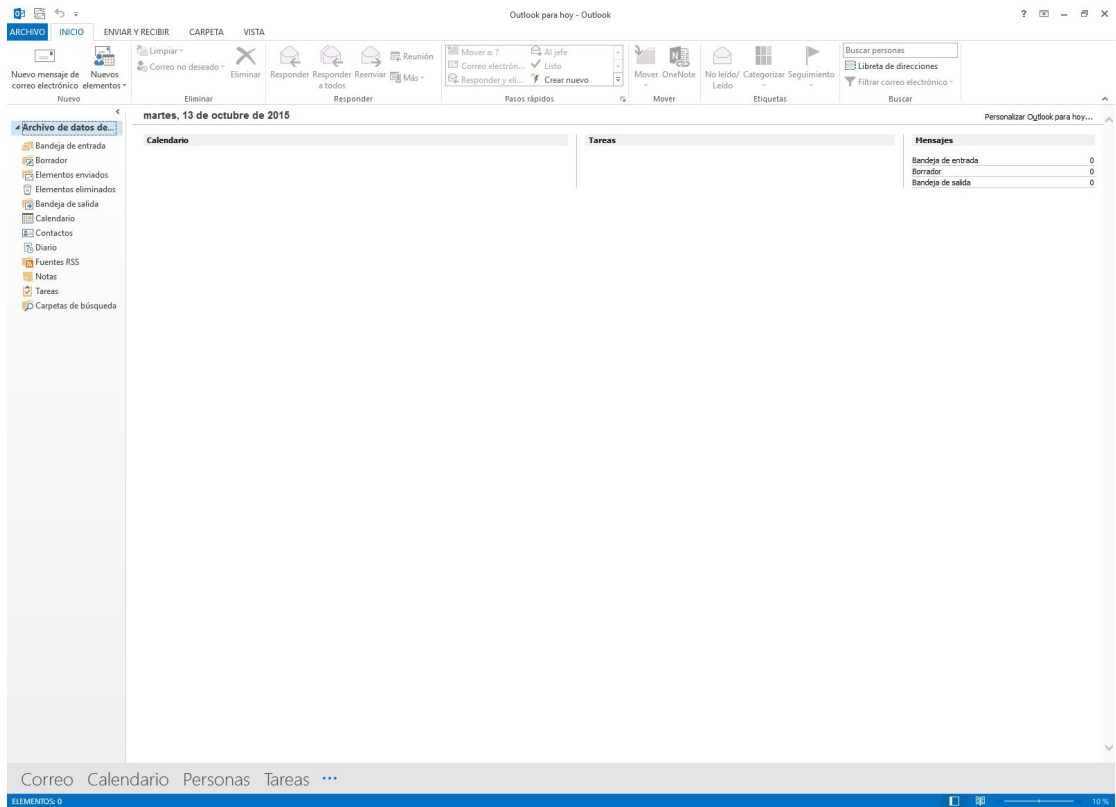 Outlook para hoy - Outlook
ARCHIVO INICIO ENVIAR Y RECIBIR CARPETA VISTA
Nuevo mensaje de correo electrónico
Nuevos elementos
Nuevo
Limpiar
Correo no deseado
Eliminar
Eliminar
Responder
Responder a todos
Reenviar
Reunión
Más
Responder
Mover a: ?
Correo electrón...
Responder y eli...
Al jefe
Listo
Crear nuevo
Pasos rápidos
Mover
OneNote
Mover
No leído/ Leído
Categorizar
Seguimiento
Etiquetas
Buscar personas
Libreta de direcciones
Filtrar correo electrónico
Buscar
Archivo de datos de...
Bandeja de entrada
Borrador
Elementos enviados
Elementos eliminados
Bandeja de salida
Calendario
Contactos
Diario
Fuentes RSS
Notas
Tareas
Carpetas de búsqueda
martes, 13 de octubre de 2015
Personalizar Outlook para hoy...
Calendario
Tareas
Mensajes
Bandeja de entrada 0
Borrador 0
Bandeja de salida 0
Correo Calendario Personas Tareas ...
ELEMENTOS: 0
10 %